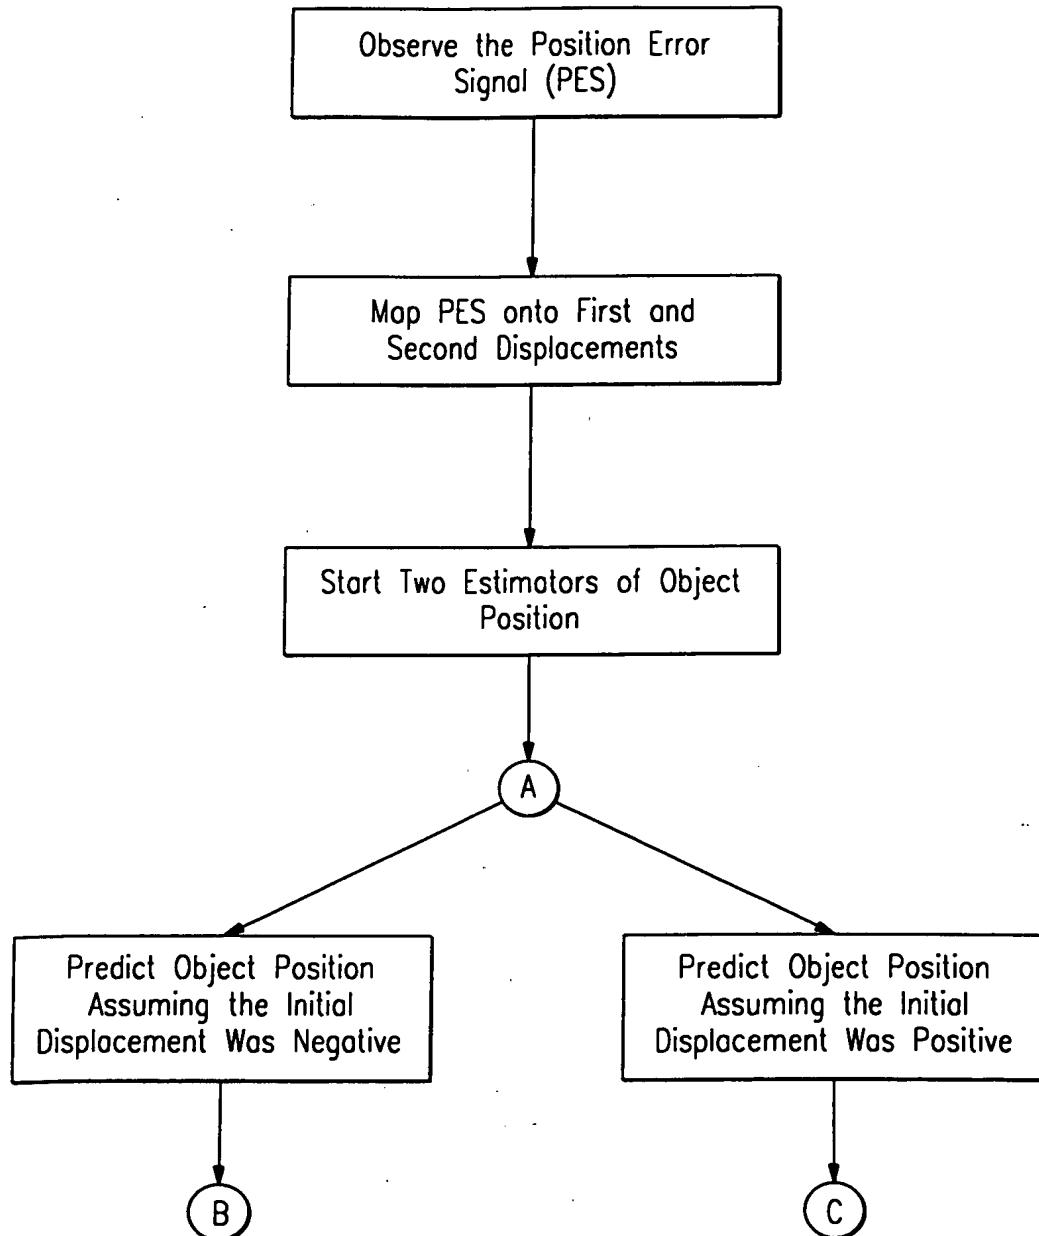 Observe the Position Error
Signal (PES)
Map PES onto First and
Second Displacements
Start Two Estimators of Object
Position
A
Predict Object Position
Assuming the Initial
Displacement Was Negative
Predict Object Position
Assuming the Initial
Displacement Was Positive
B
C